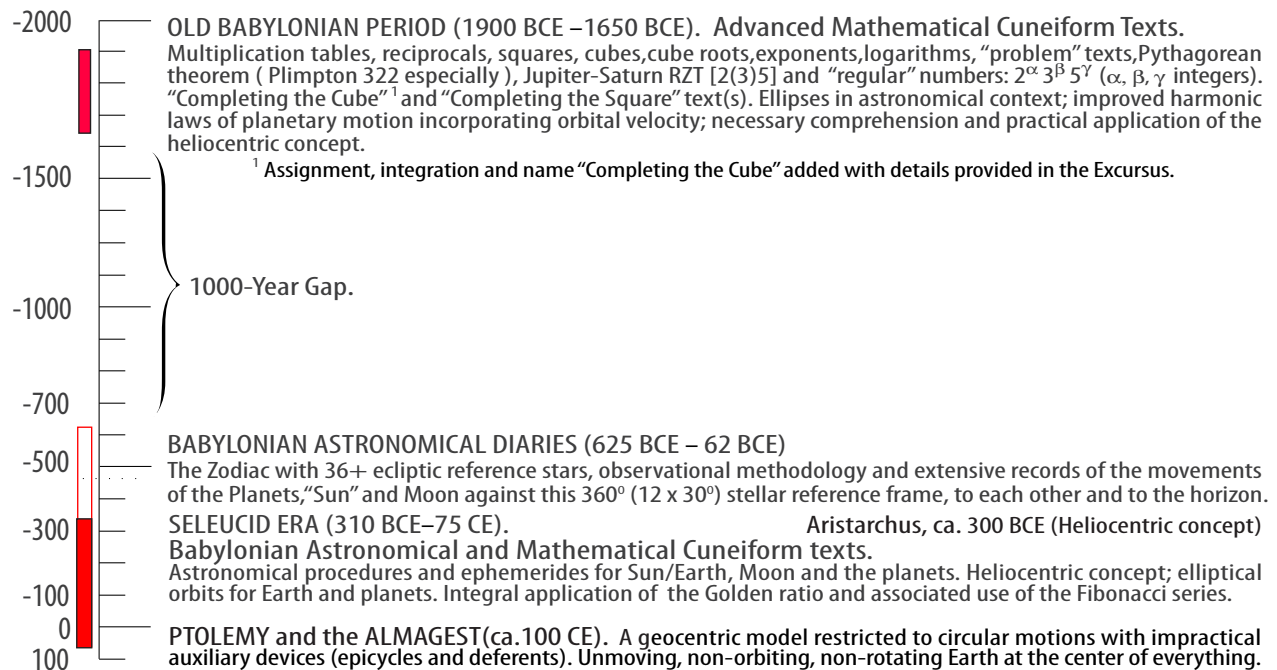 -2000
OLD BABYLONIAN PERIOD (1900 BCE –1650 BCE). Advanced Mathematical Cuneiform Texts.
Multiplication tables, reciprocals, squares, cubes,cube roots,exponents,logarithms, “problem” texts,Pythagorean
theorem ( Plimpton 322 especially ), Jupiter-Saturn RZT [2(3)5] and “regular” numbers: 2^α 3^β 5^γ (α, β, γ integers).
“Completing the Cube” ¹ and “Completing the Square” text(s). Ellipses in astronomical context; improved harmonic
laws of planetary motion incorporating orbital velocity; necessary comprehension and practical application of the
heliocentric concept.
¹ Assignment, integration and name “Completing the Cube” added with details provided in the Excursus.
-1500
1000-Year Gap.
-1000
-700
BABYLONIAN ASTRONOMICAL DIARIES (625 BCE – 62 BCE)
-500
The Zodiac with 36+ ecliptic reference stars, observational methodology and extensive records of the movements
of the Planets,“Sun” and Moon against this 360⁰ (12 x 30⁰) stellar reference frame, to each other and to the horizon.
-300
SELEUCID ERA (310 BCE–75 CE). Aristarchus, ca. 300 BCE (Heliocentric concept)
Babylonian Astronomical and Mathematical Cuneiform texts.
Astronomical procedures and ephemerides for Sun/Earth, Moon and the planets. Heliocentric concept; elliptical
-100
orbits for Earth and planets. Integral application of the Golden ratio and associated use of the Fibonacci series.
0
PTOLEMY and the ALMAGEST(ca.100 CE). A geocentric model restricted to circular motions with impractical
100
auxiliary devices (epicycles and deferents). Unmoving, non-orbiting, non-rotating Earth at the center of everything.